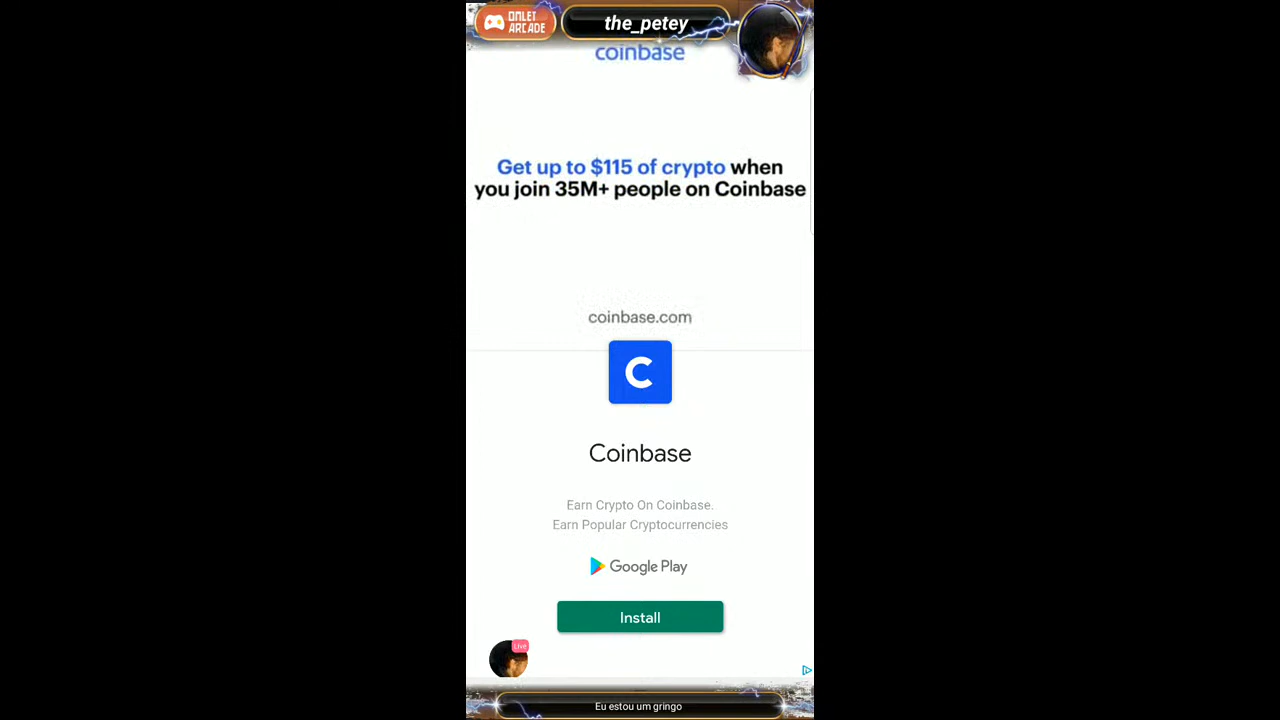 OMLET
ARCADE
the_petey
coinbase
Get up to $115 of crypto when
you join 35M+ people on Coinbase
coinbase.com
C
Coinbase
Earn Crypto On Coinbase.
Earn Popular Cryptocurrencies
Google Play
Install
Live
Eu estou um gringo